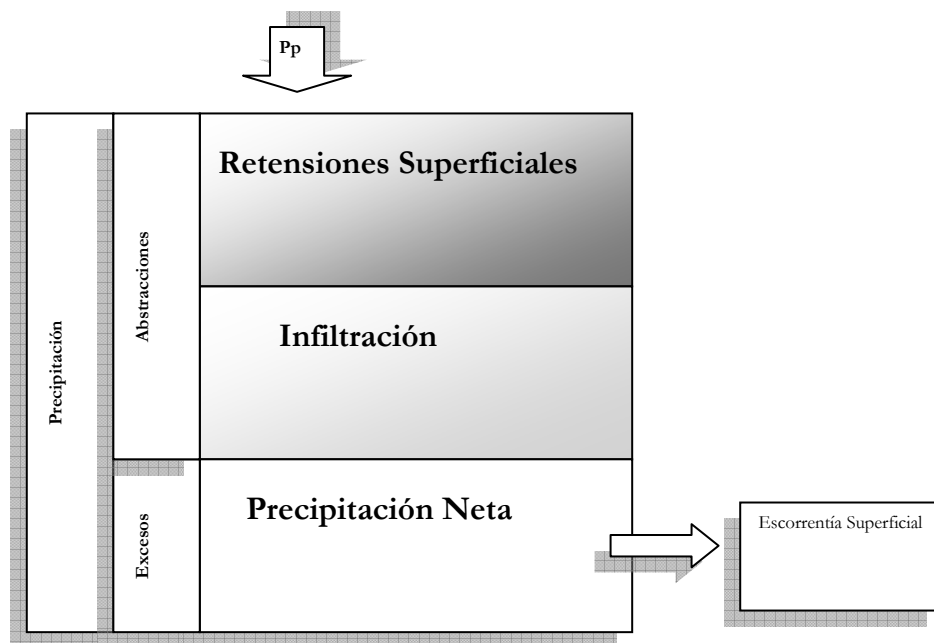 Pp
Retensiones Superficiales
Abstracciones
Infiltración
Precipitación
Precipitación Neta
Excesos
Escorrentía Superficial